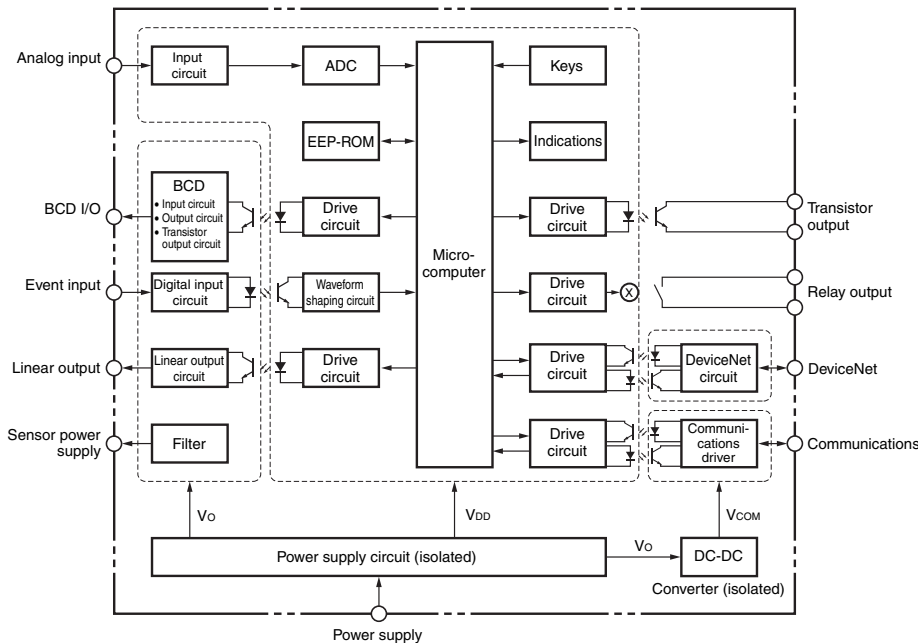 Analog input
Input
circuit
ADC
Keys
EEP-ROM
Indications
BCD I/O
BCD
• Input circuit
• Output circuit
• Transistor
output circuit
Drive
circuit
Micro-
computer
Drive
circuit
Transistor
output
Event input
Digital input
circuit
Waveform
shaping circuit
Drive
circuit
X
Relay output
Linear output
Linear output
circuit
Drive
circuit
Drive
circuit
DeviceNet
circuit
DeviceNet
Sensor power
supply
Filter
Drive
circuit
Communi-
cations
driver
Communications
VO
VDD
VCOM
Power supply circuit (isolated)
VO
DC-DC
Converter (isolated)
Power supply